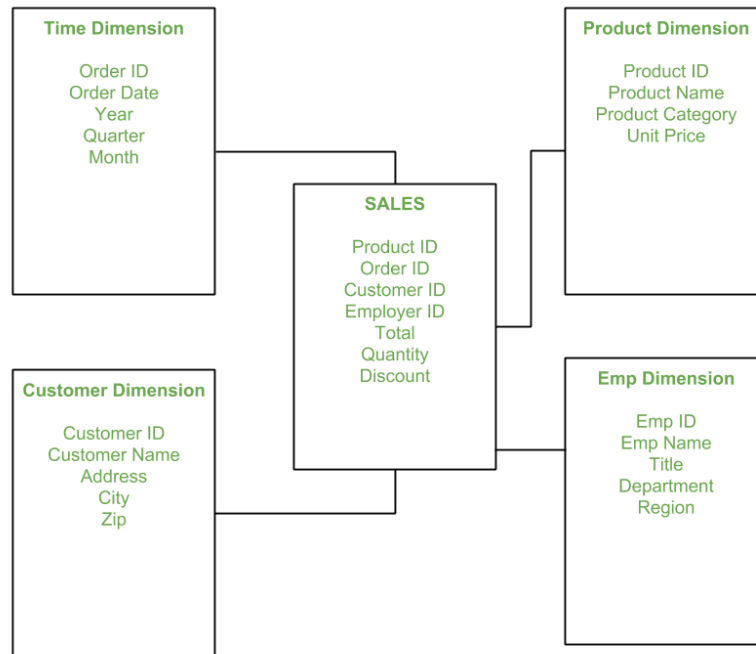 Time Dimension
Order ID
Order Date
Year
Quarter
Month
Product Dimension
Product ID
Product Name
Product Category
Unit Price
SALES
Product ID
Order ID
Customer ID
Employer ID
Total
Quantity
Discount
Customer Dimension
Customer ID
Customer Name
Address
City
Zip
Emp Dimension
Emp ID
Emp Name
Title
Department
Region